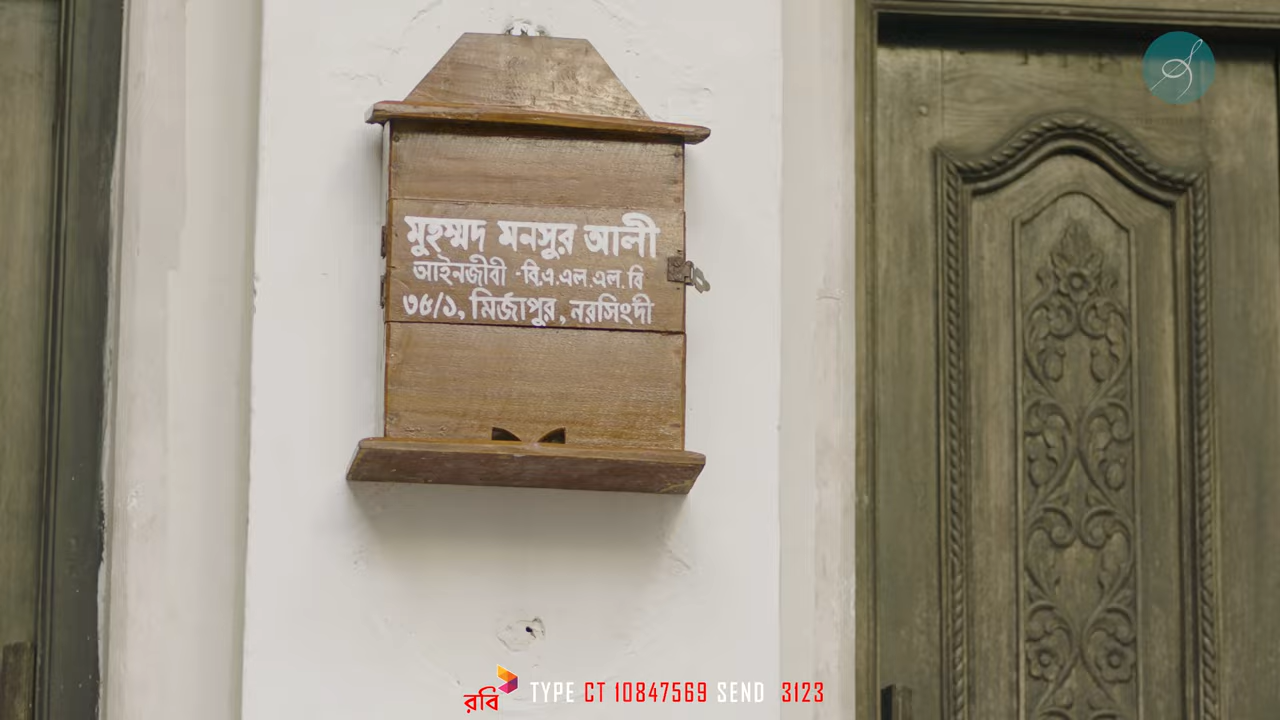 মুহম্মদ মনসুর আলী
আইনজীবী -বি.এ.এল.এল. বি
৩৫/১, মির্জাপুর, নরসিংদী
রবি TYPE CT 10847569 SEND 3123